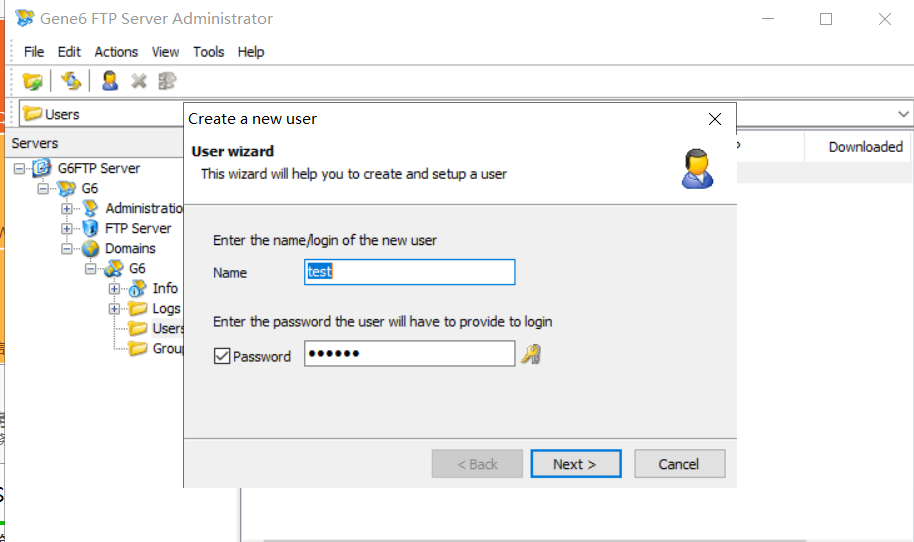 Gene6 FTP Server Administrator
File Edit Actions View Tools Help
Users
Servers
Downloaded
G6FTP Server
G6
Administratio
FTP Server
Domains
G6
Info
Logs
Users
Group
Create a new user
User wizard
This wizard will help you to create and setup a user
Enter the name/login of the new user
Name test
Enter the password the user will have to provide to login
Password ••••••
< Back Next > Cancel